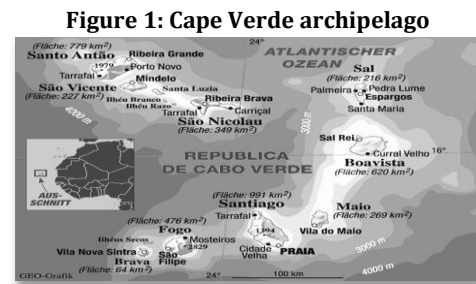 Figure 1: Cape Verde archipelago
(Fläche: 779 km²)
Santo Antão
Ribeira Grande
1979
Porto Novo
Tarrafal
Mindelo
São Vicente
(Fläche: 227 km²)
Santa Luzia
Ilhéu Branco
Ilhéu Razo
Ribeira Brava
Tarrafal
Carriçal
São Nicolau
(Fläche: 349 km²)
4000 m
24°
ATLANTISCHER
OZEAN
Sal
(Fläche: 216 km²)
Palmeira
Pedra Lume
Espargos
Santa Maria
3000 m
Sal Rei
Curral Velho
16°
Boavista
(Fläche: 620 km²)
REPUBLICA
DE CABO VERDE
AUS-
SCHNITT
(Fläche: 991 km²)
Santiago
Tarrafal
1394
Cidade
Velha
PRAIA
Maio
(Fläche: 269 km²)
Vila do Maio
(Fläche: 476 km²)
Fogo
Mosteiros
2829
São
Filipe
Ilhéus Secos
Vila Nova Sintra
Brava
(Fläche: 64 km²)
3000 m
4000 m
GEO-Grafik
24°
100 km